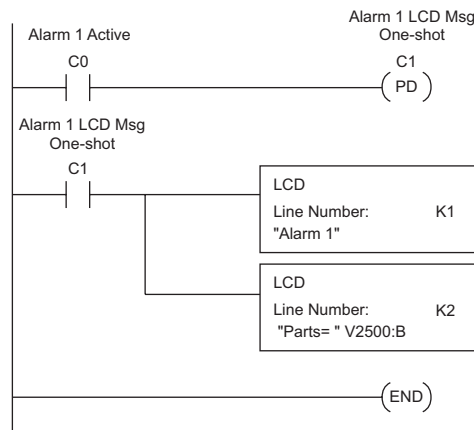 Alarm 1 Active
C0
Alarm 1 LCD Msg
One-shot
C1
PD
Alarm 1 LCD Msg
One-shot
C1
LCD
Line Number: K1
"Alarm 1"
LCD
Line Number: K2
"Parts= " V2500:B
END